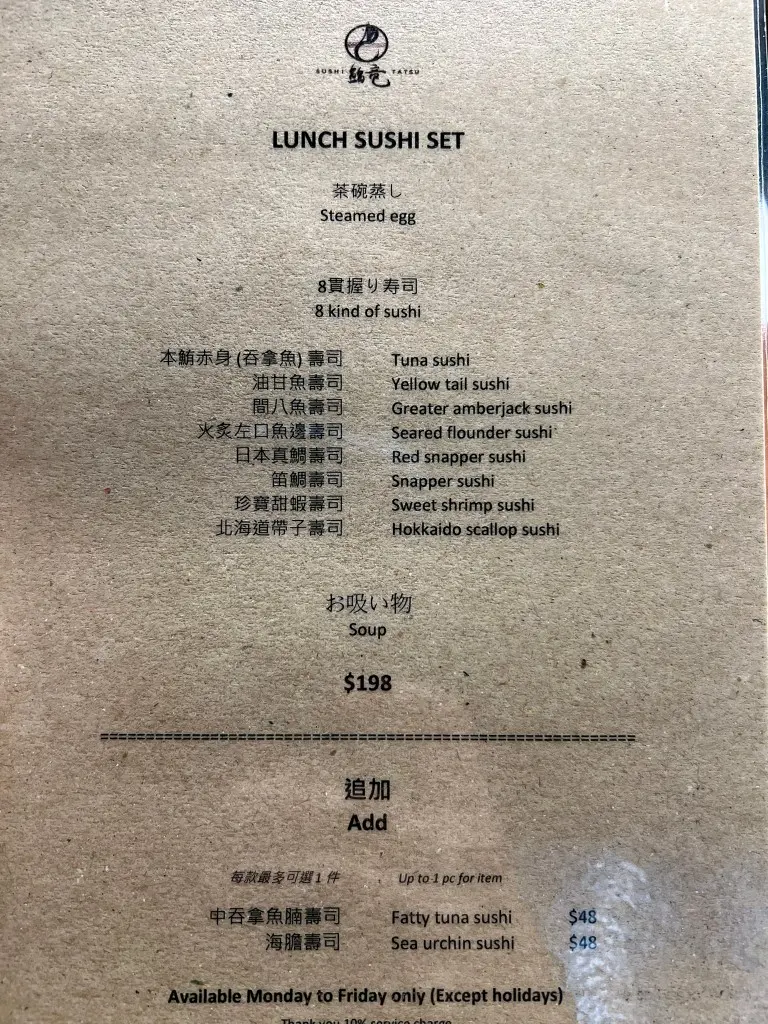 SUSHI 鮨竜 TATSU
LUNCH SUSHI SET
茶碗蒸し
Steamed egg
8貫握り寿司
8 kind of sushi
本鮪赤身 (吞拿魚) 壽司 Tuna sushi
油甘魚壽司 Yellow tail sushi
間八魚壽司 Greater amberjack sushi
火炙左口魚邊壽司 Seared flounder sushi
日本真鯛壽司 Red snapper sushi
笛鯛壽司 Snapper sushi
珍寶甜蝦壽司 Sweet shrimp sushi
北海道帶子壽司 Hokkaido scallop sushi
お吸い物
Soup
$198
追加
Add
每款最多可選 1 件 Up to 1 pc for item
中吞拿魚腩壽司 Fatty tuna sushi $48
海膽壽司 Sea urchin sushi $48
Available Monday to Friday only (Except holidays)
Thank you 10% service charge